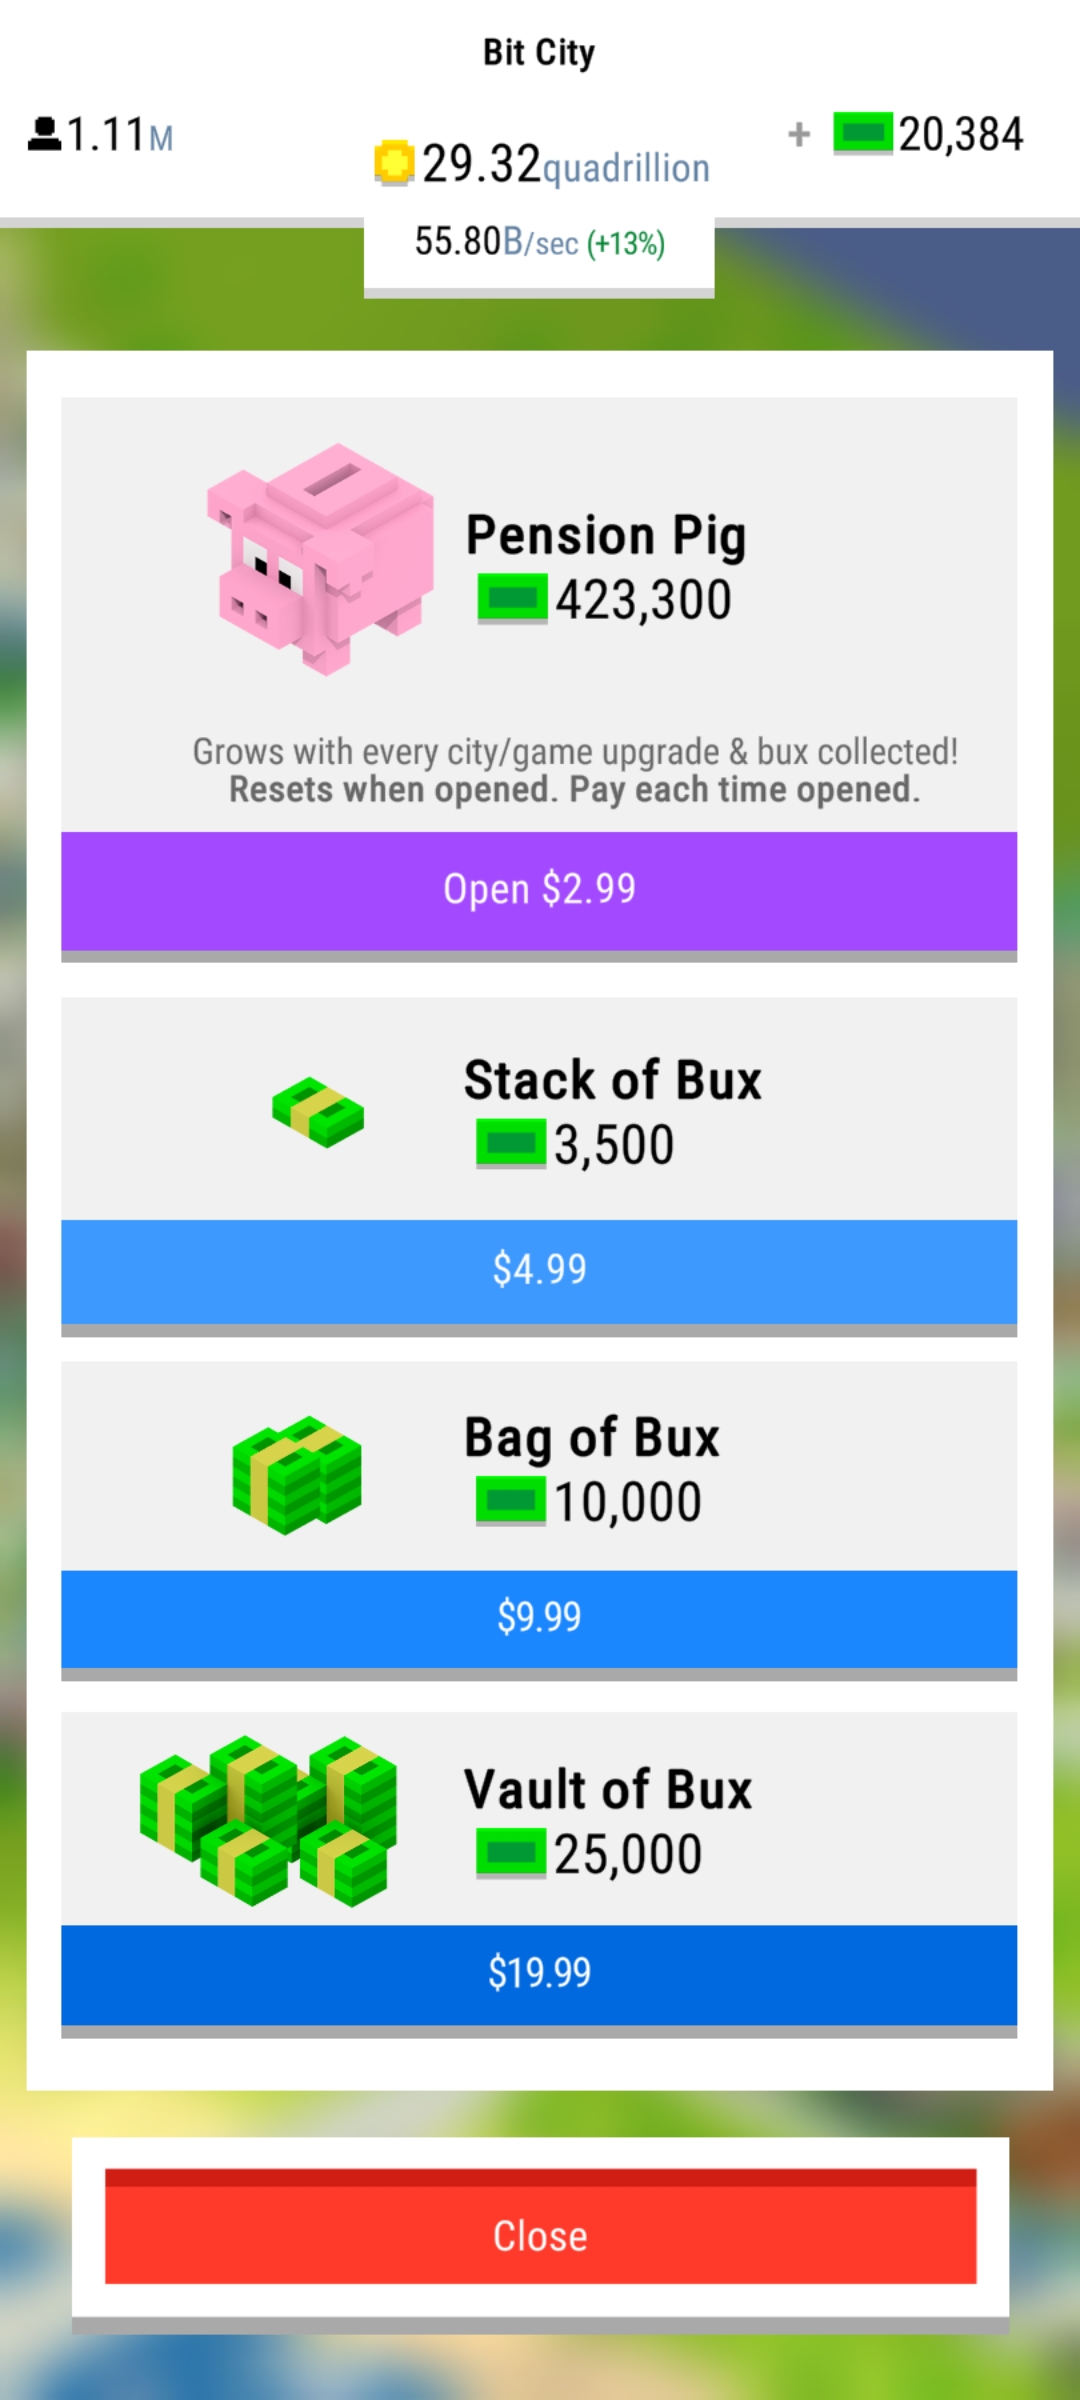 Bit City
1.11M
29.32quadrillion
+ 20,384
55.80B/sec (+13%)
Pension Pig
423,300
Grows with every city/game upgrade & bux collected!
Resets when opened. Pay each time opened.
Open $2.99
Stack of Bux
3,500
$4.99
Bag of Bux
10,000
$9.99
Vault of Bux
25,000
$19.99
Close